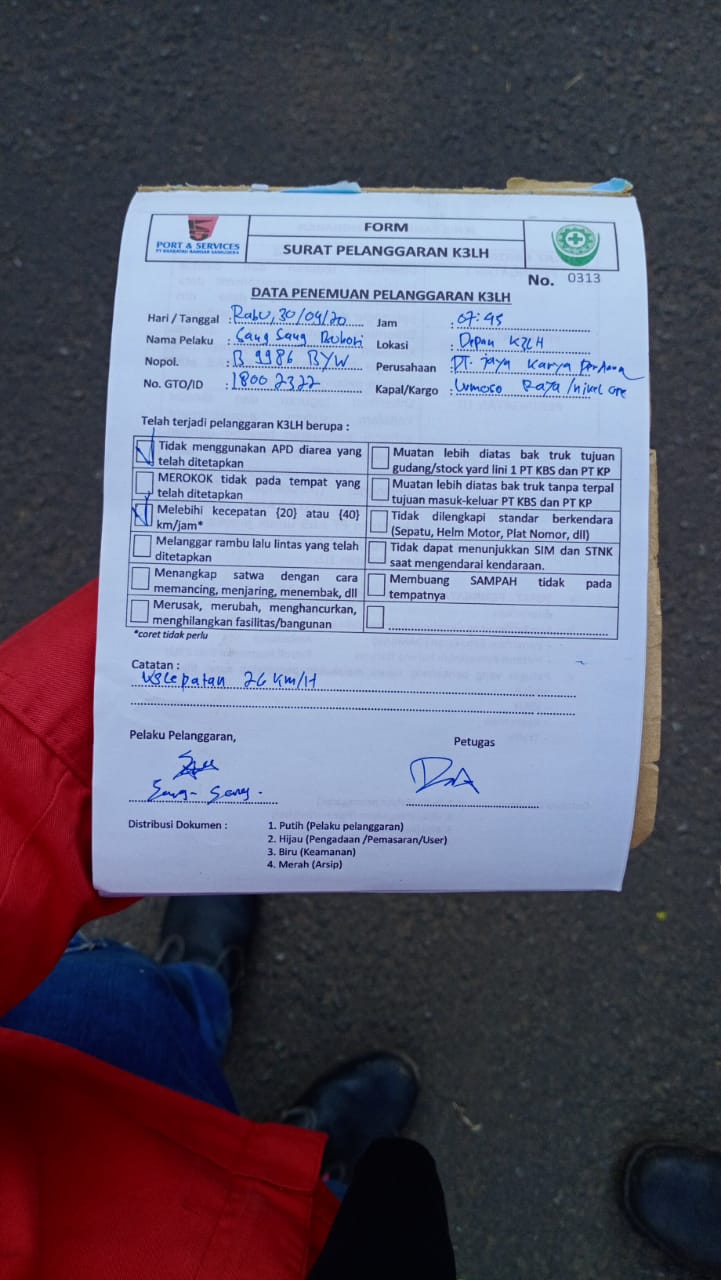 PORT & SERVICES
PT KRAKATAU BANDAR SAMUDERA
FORM
SURAT PELANGGARAN K3LH
No. 0313
DATA PENEMUAN PELANGGARAN K3LH
Hari / Tanggal : Rabu, 30/09/20 Jam : 07:45
Nama Pelaku : Sang Sang Lokasi : Depan K3LH
Nopol. : B 9986 BYW Perusahaan : PT. Jaya Karya
No. GTO/ID : 1800 2322 Kapal/Kargo : Raya / nikel ore
Telah terjadi pelanggaran K3LH berupa :
Tidak menggunakan APD diarea yang
telah ditetapkan
Muatan lebih diatas bak truk tujuan
gudang/stock yard lini 1 PT KBS dan PT KP
MEROKOK tidak pada tempat yang
telah ditetapkan
Muatan lebih diatas bak truk tanpa terpal
tujuan masuk-keluar PT KBS dan PT KP
Melebihi kecepatan {20} atau {40}
km/jam*
Tidak dilengkapi standar berkendara
(Sepatu, Helm Motor, Plat Nomor, dll)
Melanggar rambu lalu lintas yang telah
ditetapkan
Tidak dapat menunjukkan SIM dan STNK
saat mengendarai kendaraan.
Menangkap satwa dengan cara
memancing, menjaring, menembak, dll
Membuang SAMPAH tidak pada
tempatnya
Merusak, merubah, menghancurkan,
menghilangkan fasilitas/bangunan
*coret tidak perlu
Catatan :
Kecepatan 26 KM/H
Pelaku Pelanggaran, Petugas
Sang - Sang -
Distribusi Dokumen : 1. Putih (Pelaku pelanggaran)
2. Hijau (Pengadaan /Pemasaran/User)
3. Biru (Keamanan)
4. Merah (Arsip)